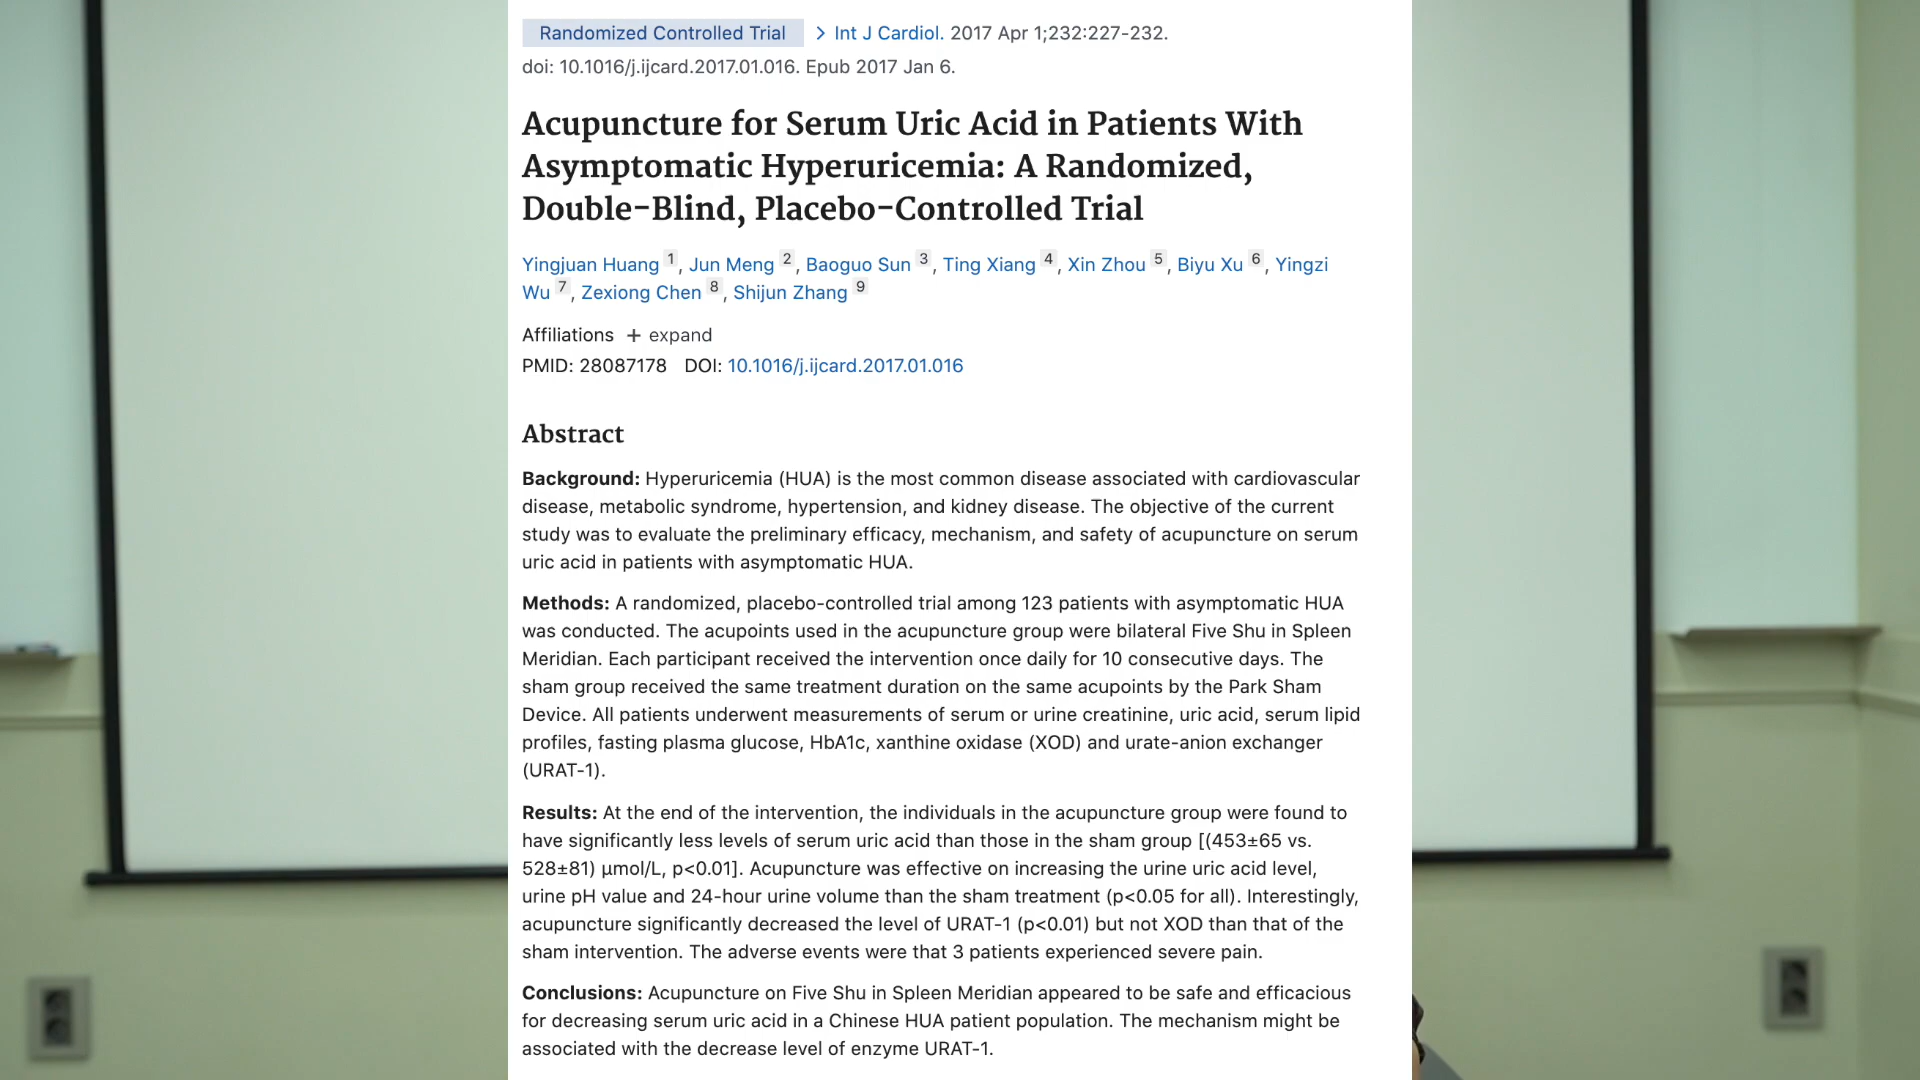 Randomized Controlled Trial > Int J Cardiol. 2017 Apr 1;232:227-232.
doi: 10.1016/j.ijcard.2017.01.016. Epub 2017 Jan 6.
Acupuncture for Serum Uric Acid in Patients With
Asymptomatic Hyperuricemia: A Randomized,
Double-Blind, Placebo-Controlled Trial
Yingjuan Huang 1, Jun Meng 2, Baoguo Sun 3, Ting Xiang 4, Xin Zhou 5, Biyu Xu 6, Yingzi
Wu 7, Zexiong Chen 8, Shijun Zhang 9
Affiliations + expand
PMID: 28087178 DOI: 10.1016/j.ijcard.2017.01.016
Abstract
Background: Hyperuricemia (HUA) is the most common disease associated with cardiovascular
disease, metabolic syndrome, hypertension, and kidney disease. The objective of the current
study was to evaluate the preliminary efficacy, mechanism, and safety of acupuncture on serum
uric acid in patients with asymptomatic HUA.
Methods: A randomized, placebo-controlled trial among 123 patients with asymptomatic HUA
was conducted. The acupoints used in the acupuncture group were bilateral Five Shu in Spleen
Meridian. Each participant received the intervention once daily for 10 consecutive days. The
sham group received the same treatment duration on the same acupoints by the Park Sham
Device. All patients underwent measurements of serum or urine creatinine, uric acid, serum lipid
profiles, fasting plasma glucose, HbA1c, xanthine oxidase (XOD) and urate-anion exchanger
(URAT-1).
Results: At the end of the intervention, the individuals in the acupuncture group were found to
have significantly less levels of serum uric acid than those in the sham group [(453±65 vs.
528±81) μmol/L, p<0.01]. Acupuncture was effective on increasing the urine uric acid level,
urine pH value and 24-hour urine volume than the sham treatment (p<0.05 for all). Interestingly,
acupuncture significantly decreased the level of URAT-1 (p<0.01) but not XOD than that of the
sham intervention. The adverse events were that 3 patients experienced severe pain.
Conclusions: Acupuncture on Five Shu in Spleen Meridian appeared to be safe and efficacious
for decreasing serum uric acid in a Chinese HUA patient population. The mechanism might be
associated with the decrease level of enzyme URAT-1.